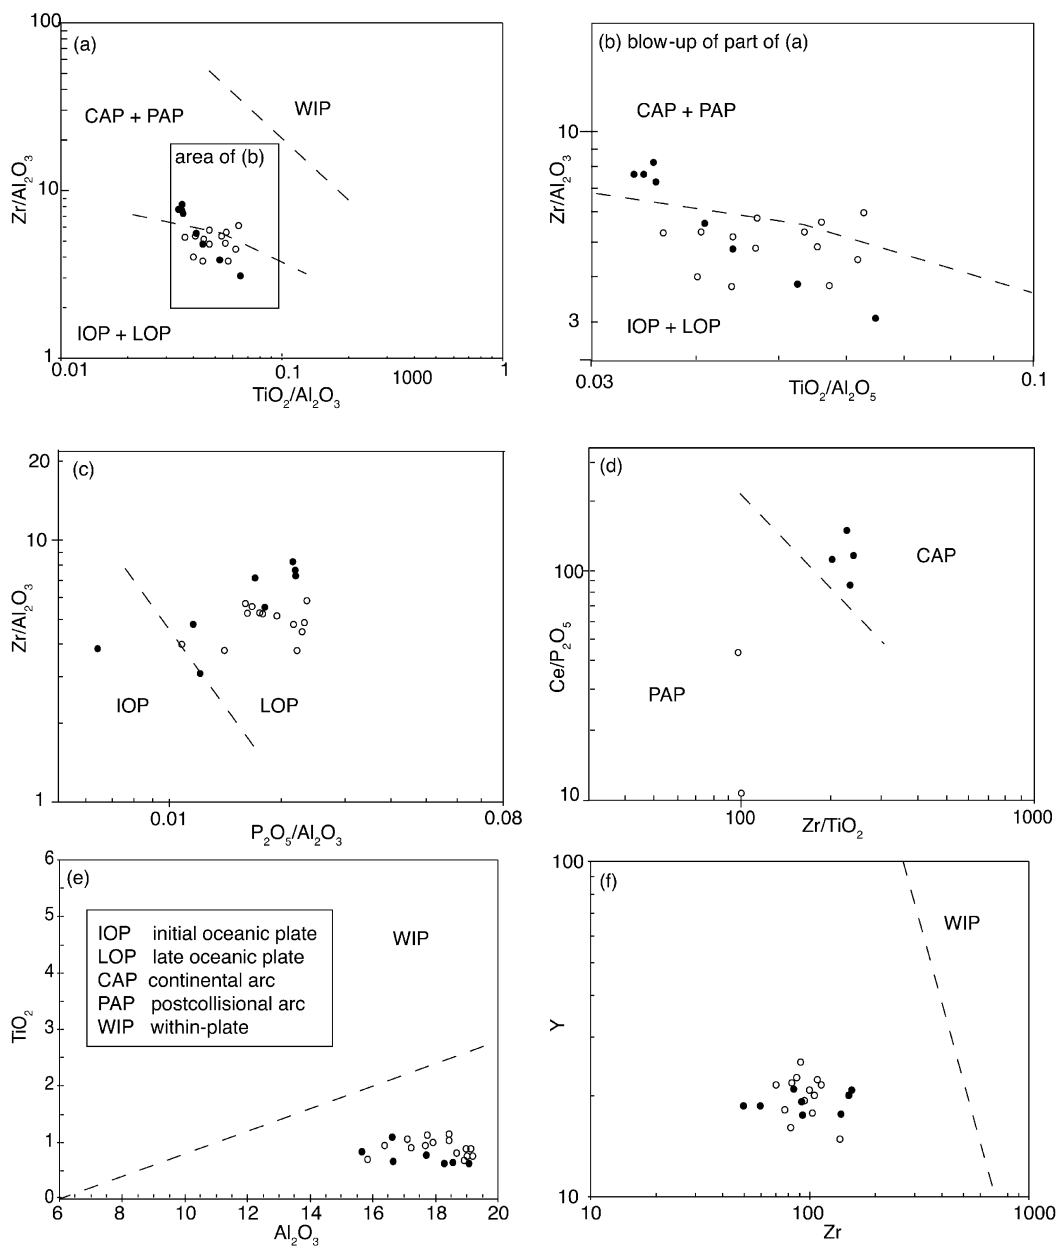 100
(a)
WIP
CAP + PAP
area of (b)
Zr/Al2O3
10
IOP + LOP
1
0.01
0.1
1000
1
TiO2/Al2O3
(b) blow-up of part of (a)
CAP + PAP
10
Zr/Al2O3
IOP + LOP
3
0.03
0.1
TiO2/Al2O5
20
(c)
10
Zr/Al2O3
IOP
LOP
1
0.01
0.08
P2O5/Al2O3
(d)
CAP
100
Ce/P2O5
PAP
10
100
1000
Zr/TiO2
6
(e)
WIP
5
IOP initial oceanic plate
LOP late oceanic plate
CAP continental arc
PAP postcollisional arc
WIP within-plate
4
TiO2
3
2
1
0
6
8
10
12
14
16
18
20
Al2O3
100
(f)
WIP
Y
10
10
100
1000
Zr